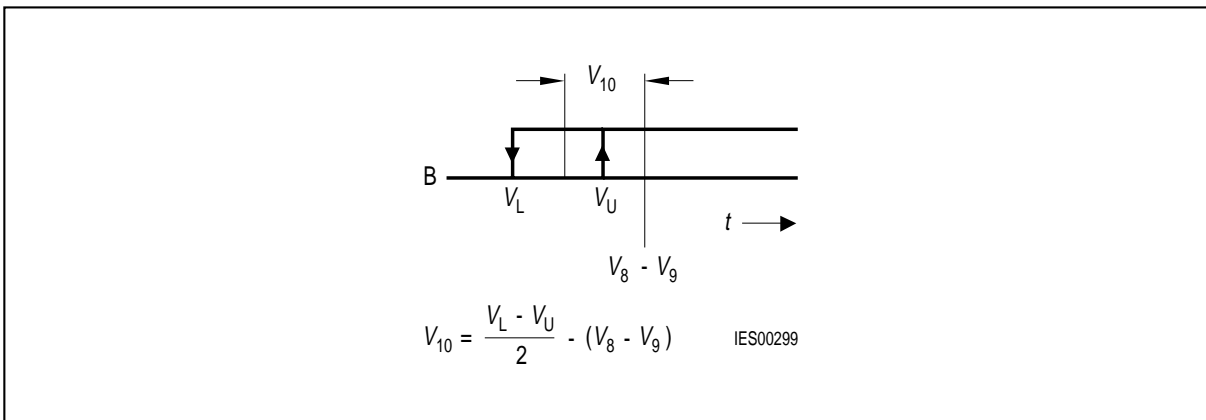 V10
B
VL VU
t
V8 - V9
V10 = VL - VU / 2 - (V8 - V9)
IES00299